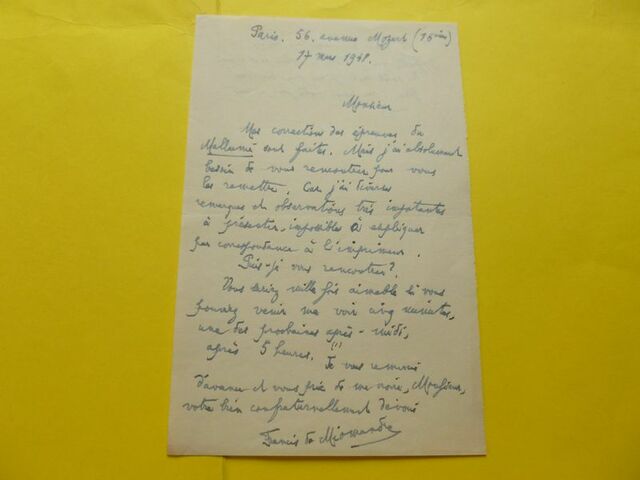 Paris. 56. avenue Mozart (16ème)
17 mars 1948.
Monsieur
Mes corrections des épreuves du
Mallarmé sont faites. Mais j'ai absolument
besoin de vous rencontrer pour vous
les remettre. Car j'ai diverses
remarques et observations très importantes
à présenter, impossibles à expliquer
par correspondance à l'imprimeur.
Puis-je vous rencontrer?
Vous seriez mille fois aimable si vous
pouviez venir me voir cinq minutes,
une des prochaines après-midi,
après 5 heures. (1) Je vous remercie
d'avance et vous prie de me croire, Monsieur,
votre bien confraternellement dévoué
Francis de Miomandre